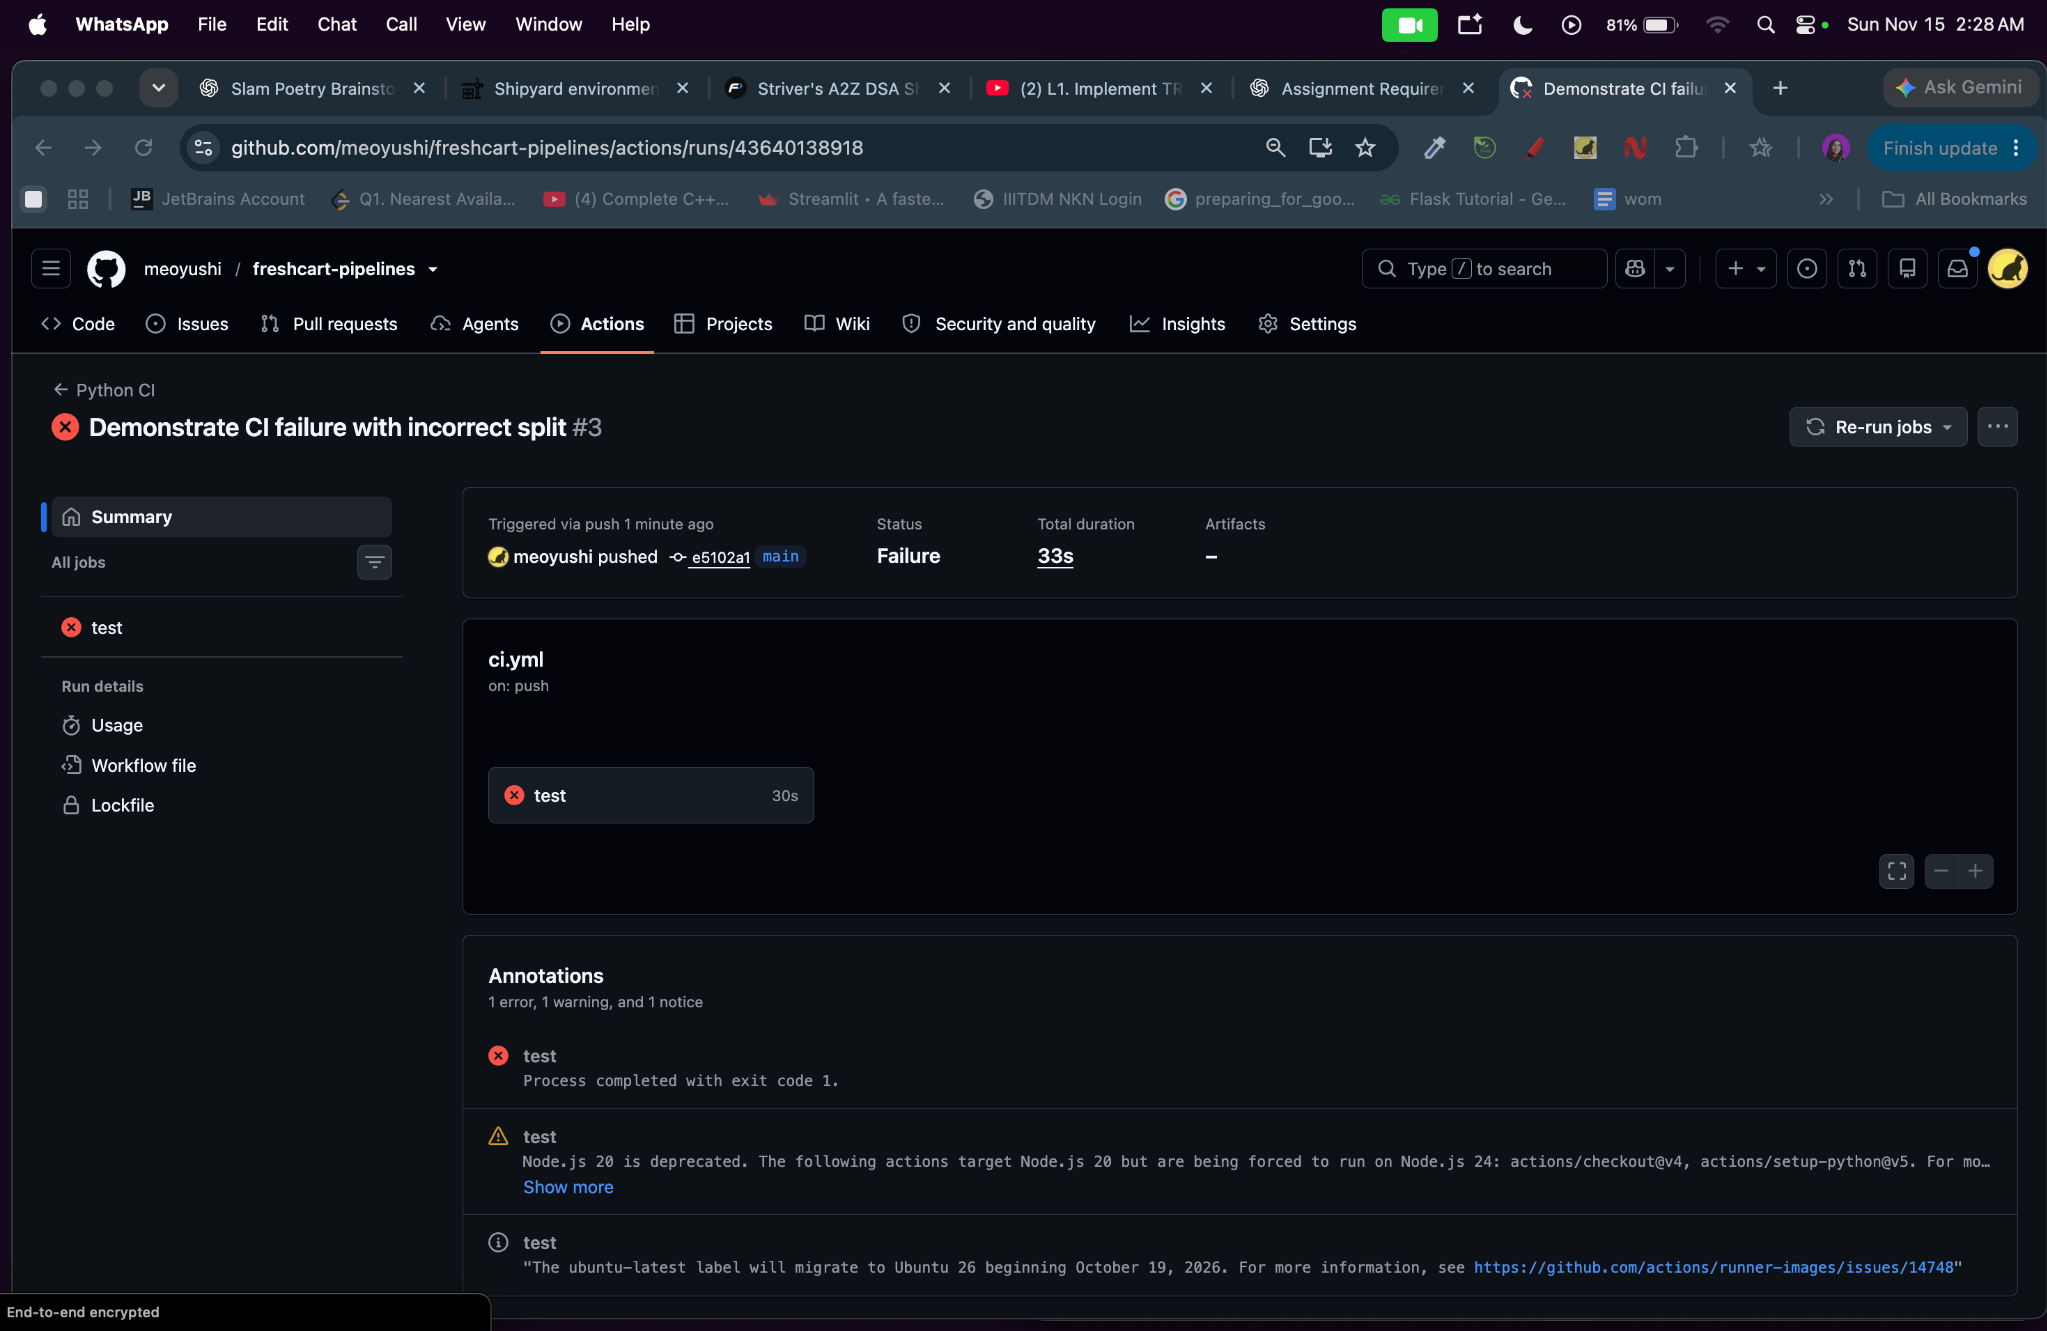 WhatsApp File Edit Chat Call View Window Help 81% Sun Nov 15 2:28 AM
Slam Poetry Brainsto Shipyard environmen Striver's A2Z DSA Sh (2) L1. Implement TR Assignment Requirer Demonstrate CI failu Ask Gemini
github.com/meoyushi/freshcart-pipelines/actions/runs/43640138918 Finish update
JB JetBrains Account Q1. Nearest Availa... (4) Complete C++... Streamlit • A faste... IIITDM NKN Login preparing_for_goo... Flask Tutorial - Ge... wom All Bookmarks
meoyushi / freshcart-pipelines Type / to search
Code Issues Pull requests Agents Actions Projects Wiki Security and quality Insights Settings
Python CI
Demonstrate CI failure with incorrect split #3 Re-run jobs
Summary
All jobs
test
Run details
Usage
Workflow file
Lockfile
Triggered via push 1 minute ago Status Total duration Artifacts
meoyushi pushed e5102a1 main Failure 33s –
ci.yml
on: push
test 30s
Annotations
1 error, 1 warning, and 1 notice
test
Process completed with exit code 1.
test
Node.js 20 is deprecated. The following actions target Node.js 20 but are being forced to run on Node.js 24: actions/checkout@v4, actions/setup-python@v5. For mo…
Show more
test
"The ubuntu-latest label will migrate to Ubuntu 26 beginning October 19, 2026. For more information, see https://github.com/actions/runner-images/issues/14748"
End-to-end encrypted